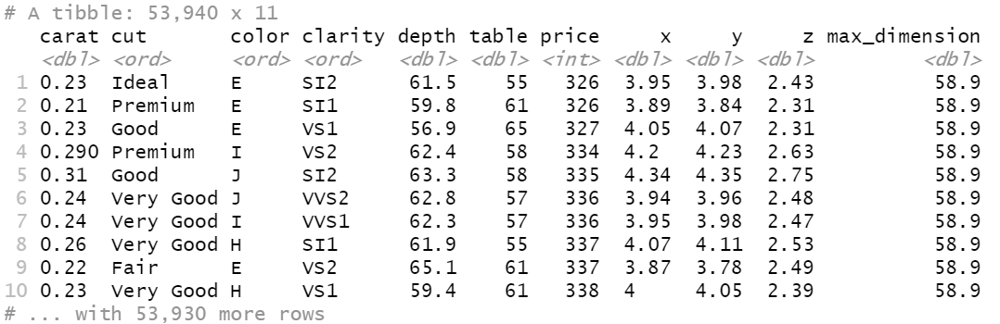 # A tibble: 53,940 x 11
carat cut color clarity depth table price x y z max_dimension
<dbl> <ord> <ord> <ord> <dbl> <dbl> <int> <dbl> <dbl> <dbl> <dbl>
1 0.23 Ideal E SI2 61.5 55 326 3.95 3.98 2.43 58.9
2 0.21 Premium E SI1 59.8 61 326 3.89 3.84 2.31 58.9
3 0.23 Good E VS1 56.9 65 327 4.05 4.07 2.31 58.9
4 0.290 Premium I VS2 62.4 58 334 4.2 4.23 2.63 58.9
5 0.31 Good J SI2 63.3 58 335 4.34 4.35 2.75 58.9
6 0.24 Very Good J VVS2 62.8 57 336 3.94 3.96 2.48 58.9
7 0.24 Very Good I VVS1 62.3 57 336 3.95 3.98 2.47 58.9
8 0.26 Very Good H SI1 61.9 55 337 4.07 4.11 2.53 58.9
9 0.22 Fair E VS2 65.1 61 337 3.87 3.78 2.49 58.9
10 0.23 Very Good H VS1 59.4 61 338 4 4.05 2.39 58.9
# ... with 53,930 more rows